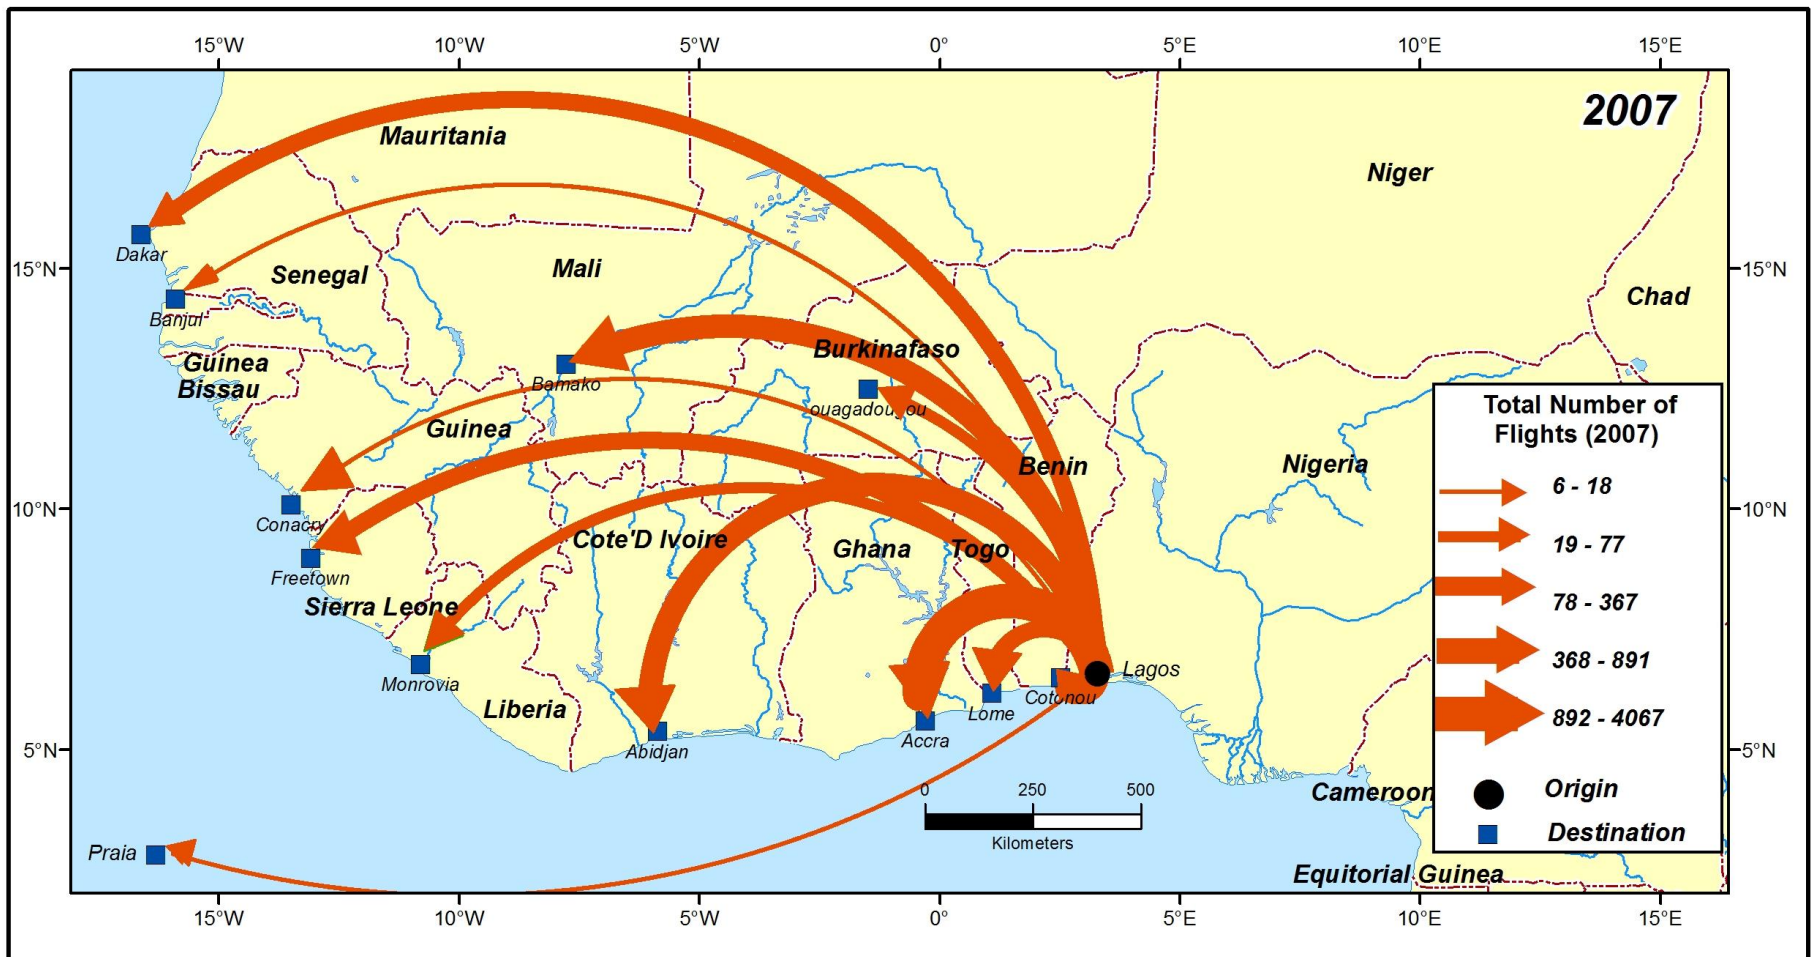 15°W 10°W 5°W 0° 5°E 10°E 15°E
2007
Mauritania
Niger
Dakar
15°N
Senegal
Mali
15°N
Chad
Banjul
Guinea
Bissau
Burkinafaso
Bamako
ouagadougou
Guinea
Benin
Nigeria
10°N
Conacry
Cote'D Ivoire
Ghana
Togo
10°N
Freetown
Sierra Leone
Monrovia
Liberia
Lagos
Cotonou
Lome
Accra
Abidjan
5°N
5°N
0 250 500
Kilometers
Cameroon
Praia
Equitorial Guinea
Total Number of
Flights (2007)
6 - 18
19 - 77
78 - 367
368 - 891
892 - 4067
Origin
Destination
15°W 10°W 5°W 0° 5°E 10°E 15°E